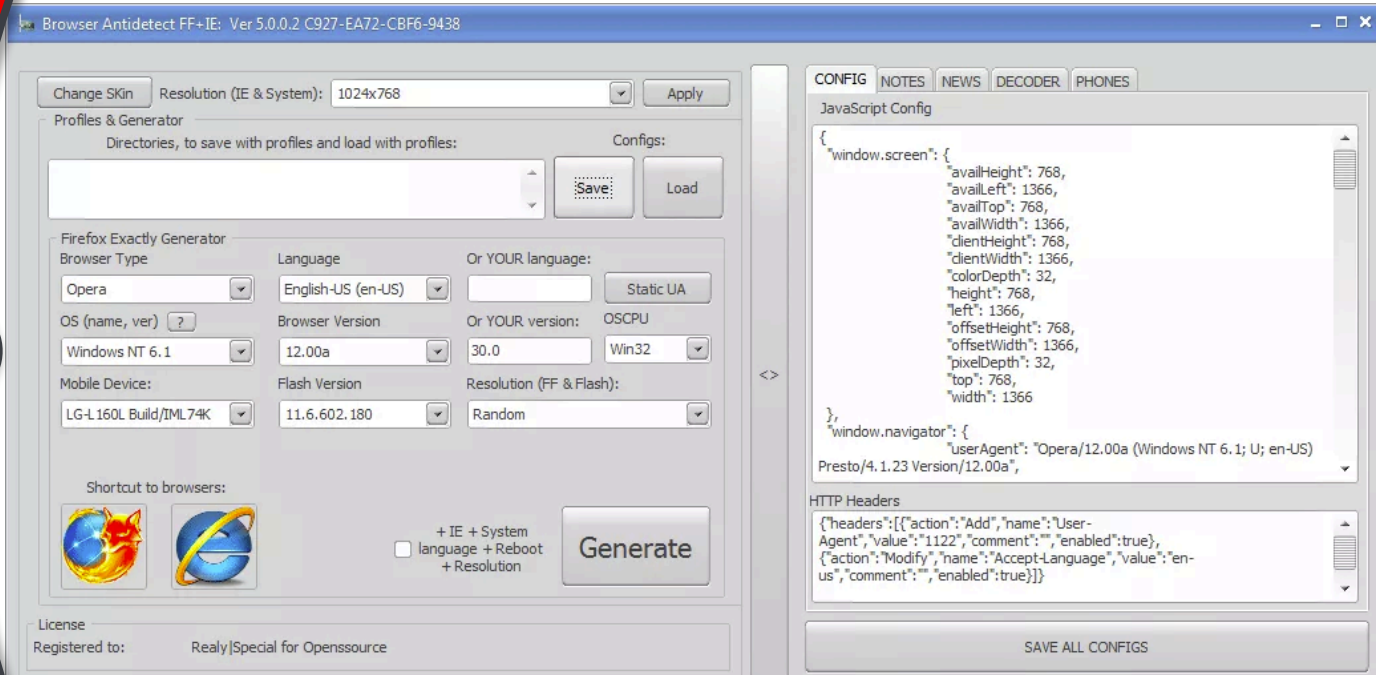 Browser Antidetect FF+IE: Ver 5.0.0.2 C927-EA72-CBF6-9438
Change SKin
Resolution (IE & System):
1024x768
Apply
Profiles & Generator
Directories, to save with profiles and load with profiles:
Configs:
Save
Load
Firefox Exactly Generator
Browser Type
Language
Or YOUR language:
Opera
English-US (en-US)
Static UA
OS (name, ver)
?
Browser Version
Or YOUR version:
OSCPU
Windows NT 6.1
12.00a
30.0
Win32
Mobile Device:
Flash Version
Resolution (FF & Flash):
LG-L160L Build/IML74K
11.6.602.180
Random
Shortcut to browsers:
+ IE + System
language + Reboot
+ Resolution
Generate
License
Registered to:
Realy|Special for Openssource
<>
CONFIG
NOTES
NEWS
DECODER
PHONES
JavaScript Config
{
"window.screen": {
"availHeight": 768,
"availLeft": 1366,
"availTop": 768,
"availWidth": 1366,
"clientHeight": 768,
"clientWidth": 1366,
"colorDepth": 32,
"height": 768,
"left": 1366,
"offsetHeight": 768,
"offsetWidth": 1366,
"pixelDepth": 32,
"top": 768,
"width": 1366
},
"window.navigator": {
"userAgent": "Opera/12.00a (Windows NT 6.1; U; en-US)
Presto/4.1.23 Version/12.00a",
HTTP Headers
{"headers":[{"action":"Add","name":"User-
Agent","value":"1122","comment":"","enabled":true},
{"action":"Modify","name":"Accept-Language","value":"en-
us","comment":"","enabled":true}]}
SAVE ALL CONFIGS